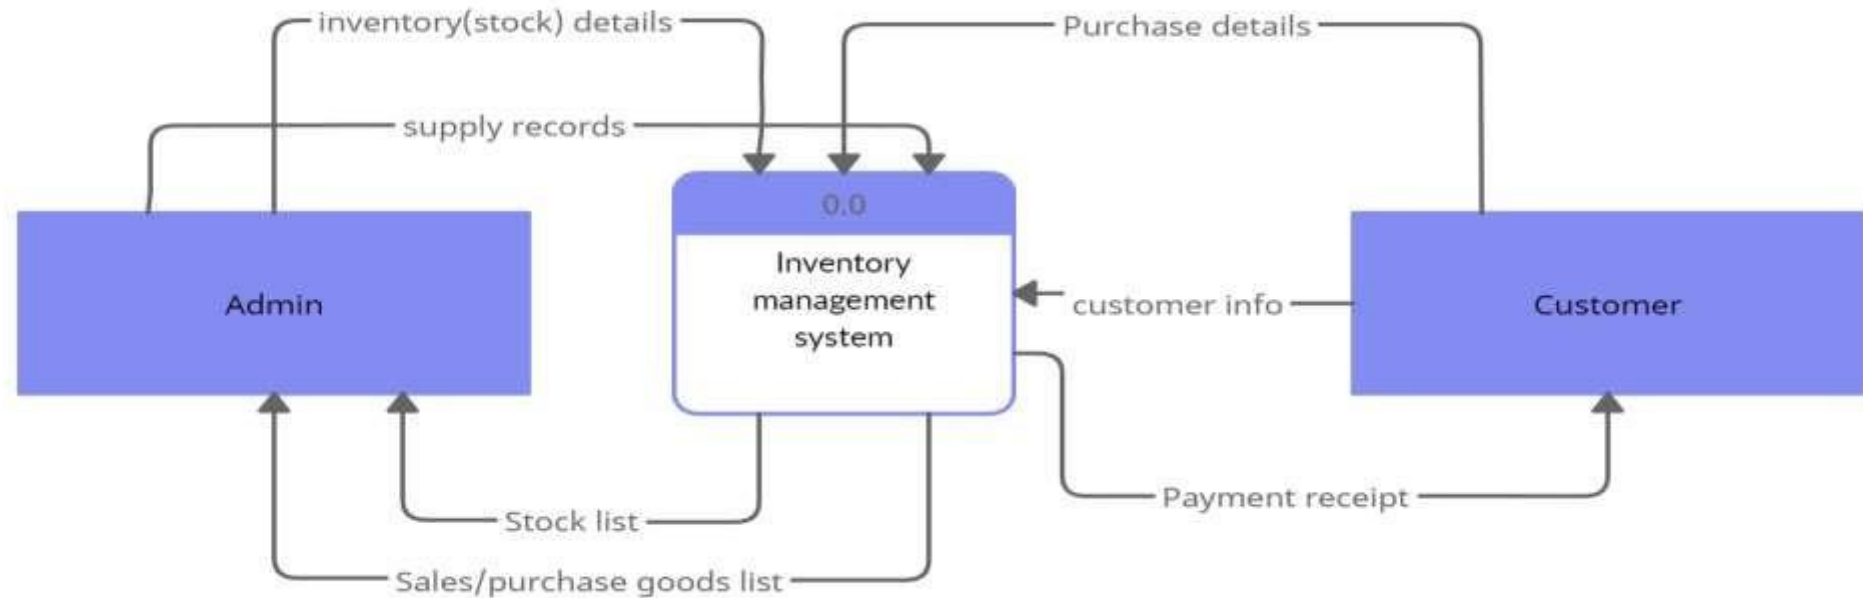 inventory(stock) details
Purchase details
supply records
0.0
Inventory
management
system
Admin
customer info
Customer
Payment receipt
Stock list
Sales/purchase goods list